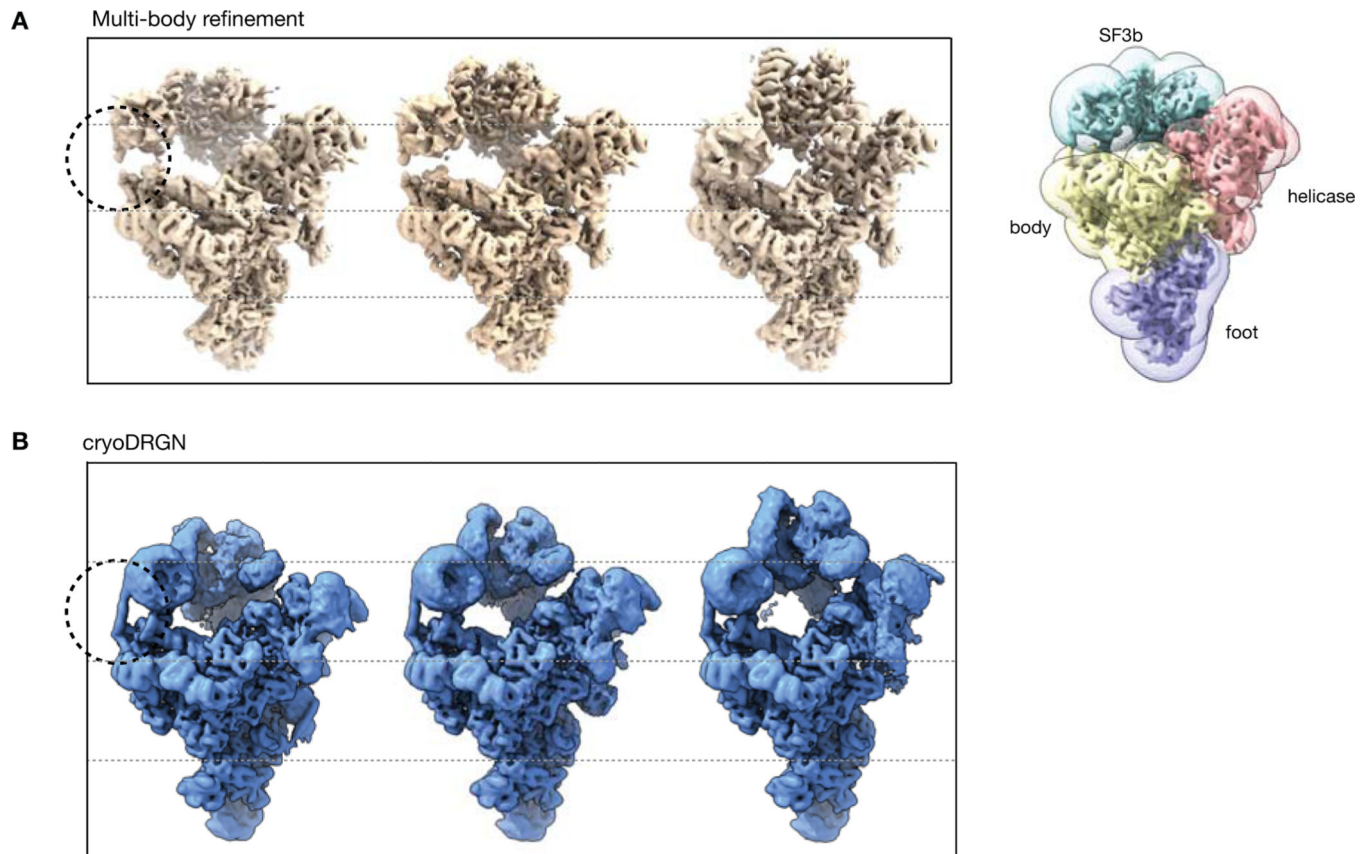 A
Multi-body refinement
SF3b
helicase
body
foot
B
cryoDRGN